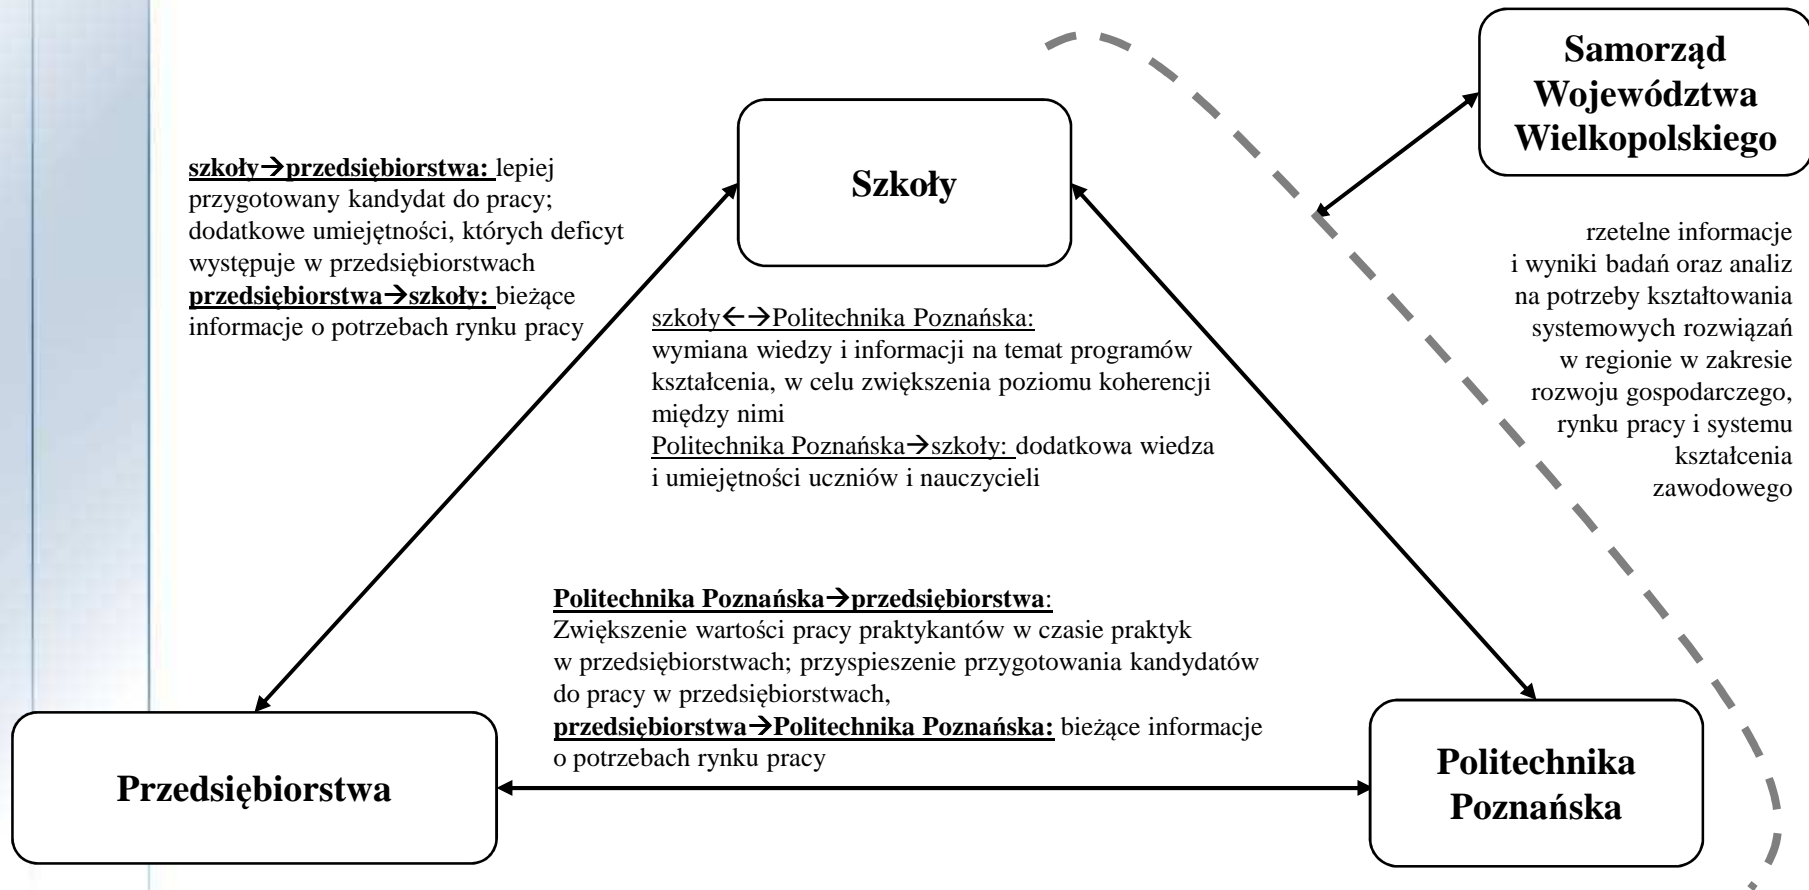 Samorząd
Województwa
Wielkopolskiego
Szkoły
szkoły→przedsiębiorstwa: lepiej
przygotowany kandydat do pracy;
dodatkowe umiejętności, których deficyt
występuje w przedsiębiorstwach
przedsiębiorstwa→szkoły: bieżące
informacje o potrzebach rynku pracy
rzetelne informacje
i wyniki badań oraz analiz
na potrzeby kształtowania
systemowych rozwiązań
w regionie w zakresie
rozwoju gospodarczego,
rynku pracy i systemu
kształcenia
zawodowego
szkoły←→Politechnika Poznańska:
wymiana wiedzy i informacji na temat programów
kształcenia, w celu zwiększenia poziomu koherencji
między nimi
Politechnika Poznańska→szkoły: dodatkowa wiedza
i umiejętności uczniów i nauczycieli
Politechnika Poznańska→przedsiębiorstwa:
Zwiększenie wartości pracy praktykantów w czasie praktyk
w przedsiębiorstwach; przyspieszenie przygotowania kandydatów
do pracy w przedsiębiorstwach,
przedsiębiorstwa→Politechnika Poznańska: bieżące informacje
o potrzebach rynku pracy
Przedsiębiorstwa
Politechnika
Poznańska